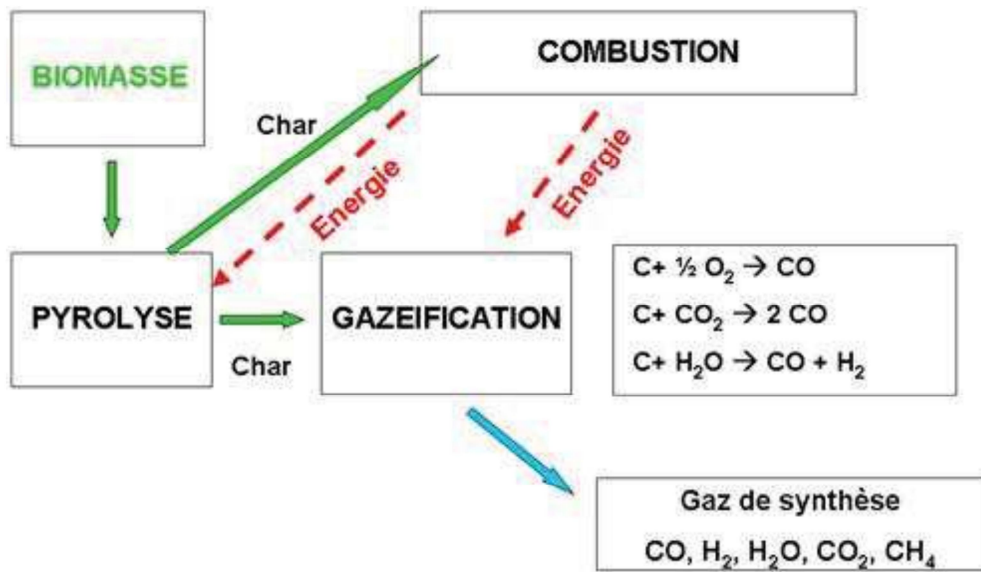 BIOMASSE
COMBUSTION
Char
Energie
Energie
PYROLYSE
GAZEIFICATION
Char
C+ ½ O₂ → CO
C+ CO₂ → 2 CO
C+ H₂O → CO + H₂
Gaz de synthèse
CO, H₂, H₂O, CO₂, CH₄